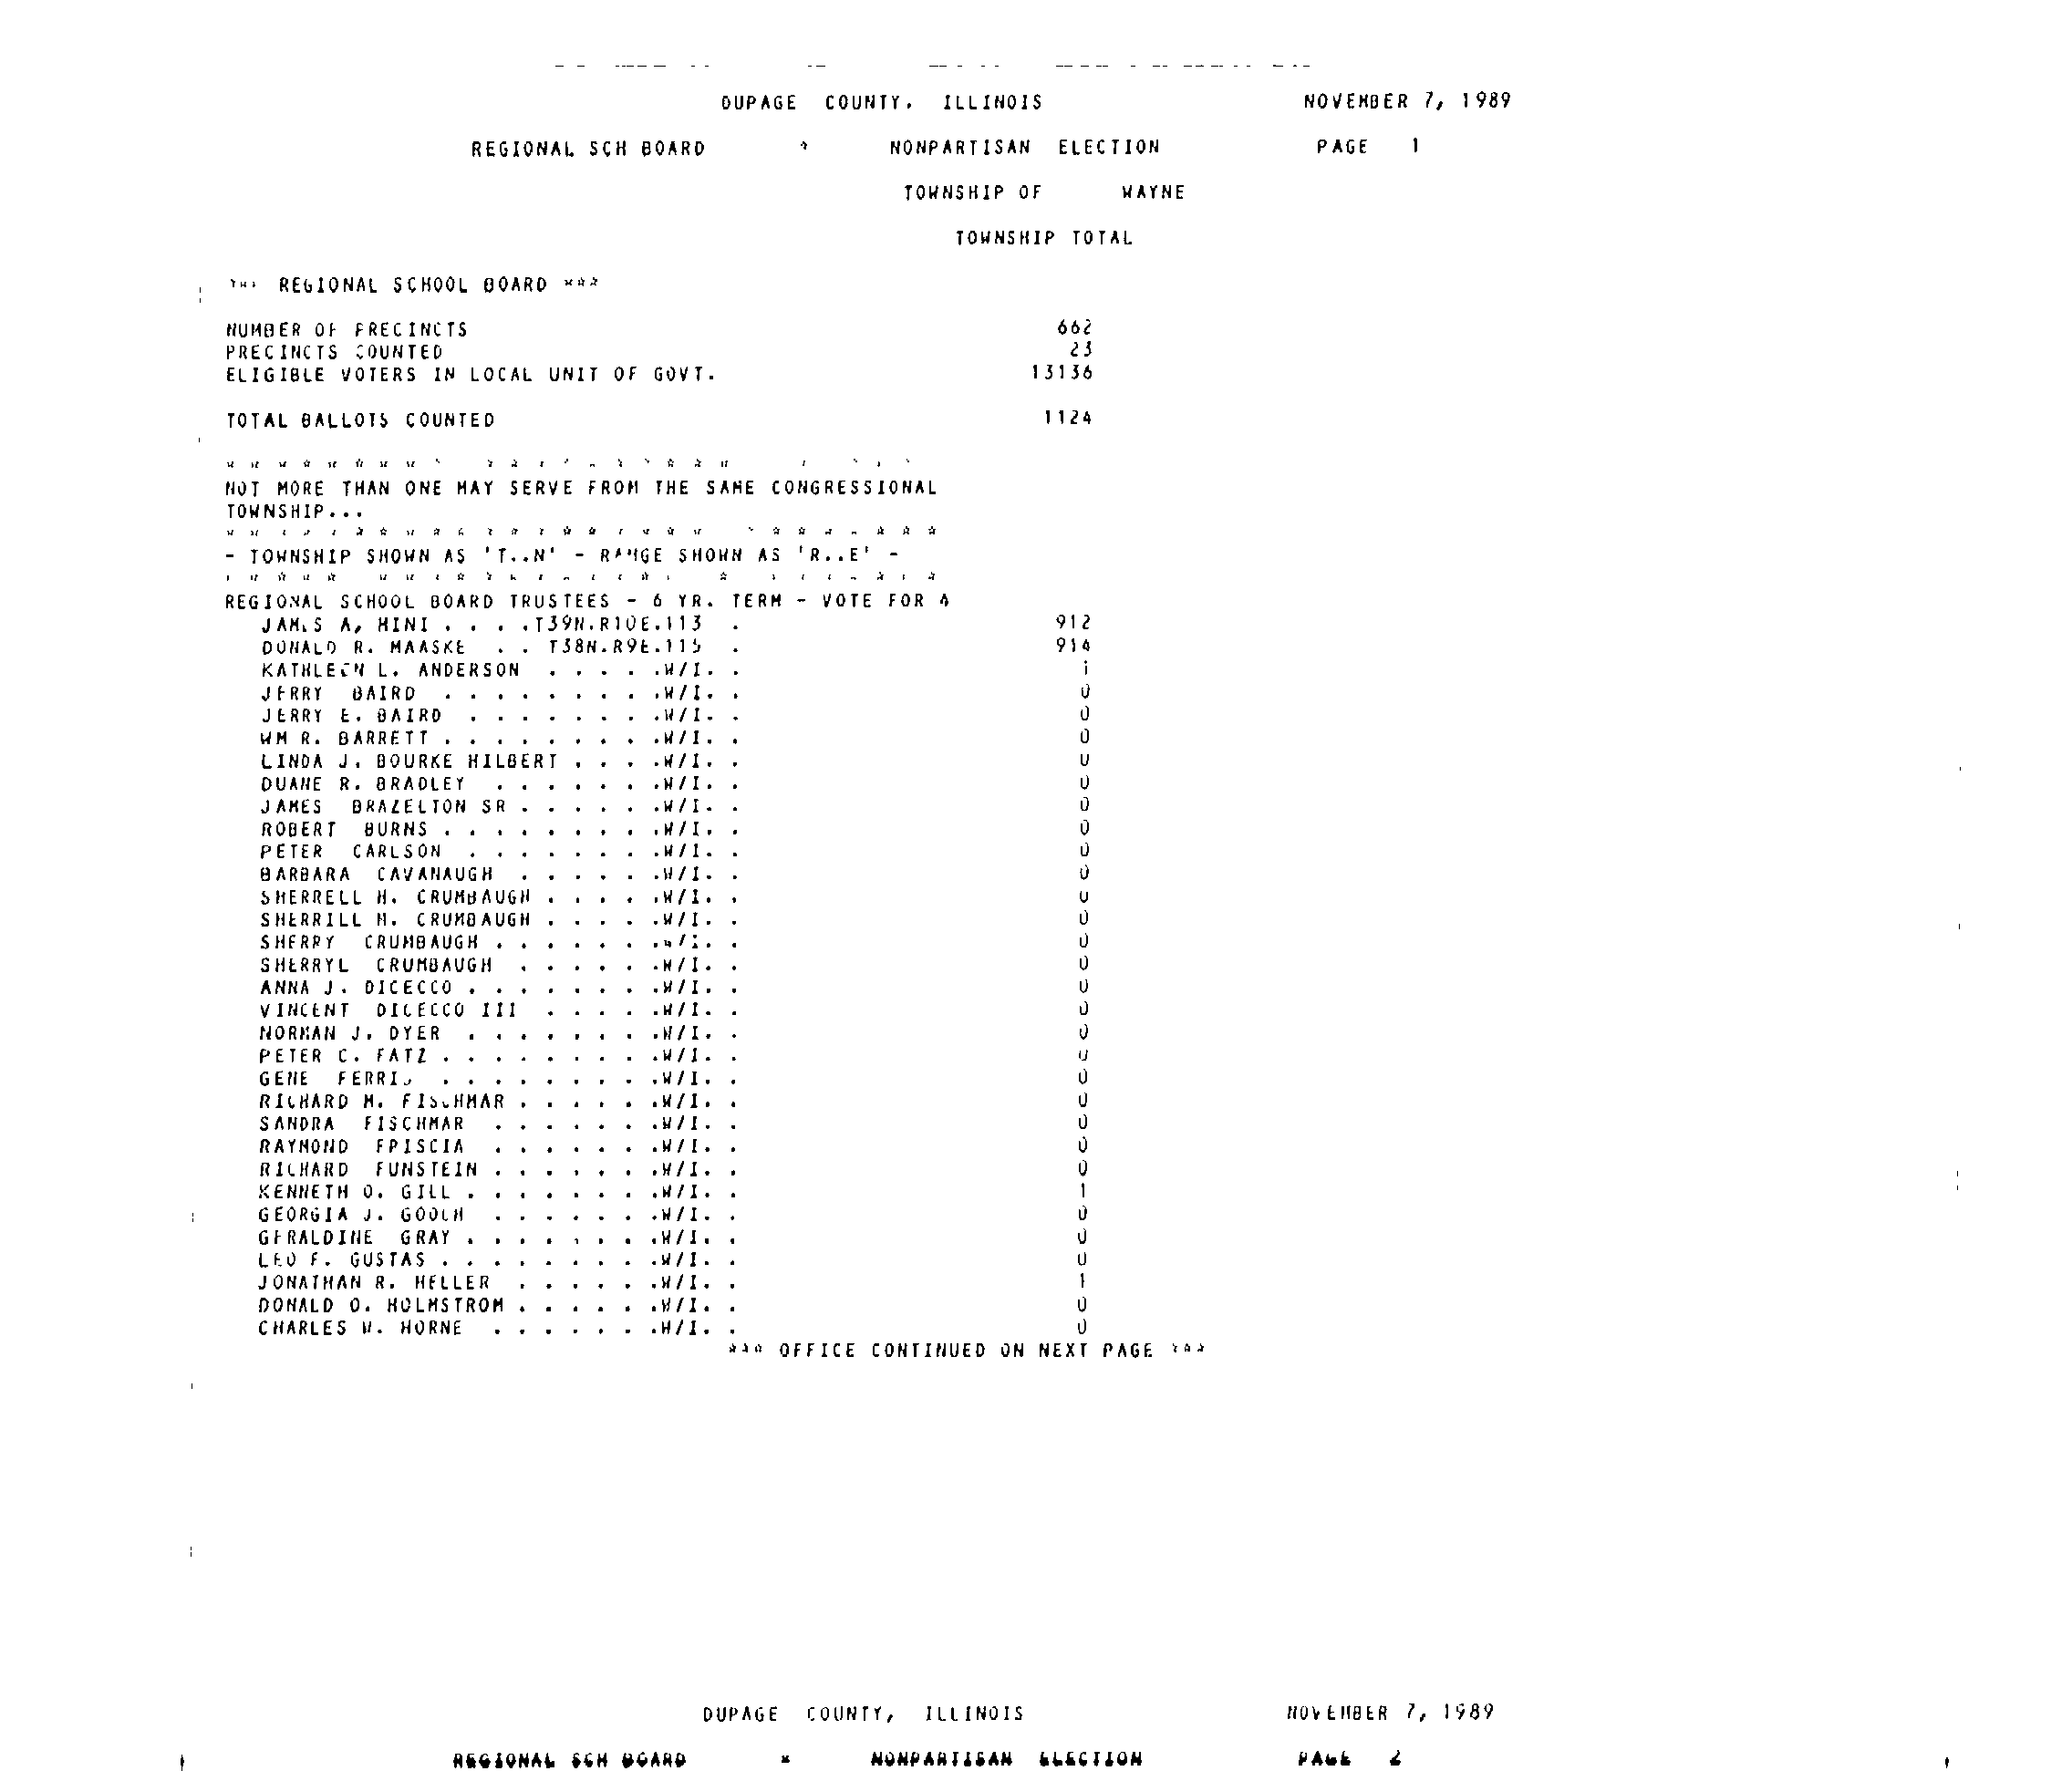 DUPAGE COUNTY, ILLINOIS NOVEMBER 7, 1989
REGIONAL SCH BOARD * NONPARTISAN ELECTION PAGE 1
TOWNSHIP OF WAYNE
TOWNSHIP TOTAL
*** REGIONAL SCHOOL BOARD ***
NUMBER OF PRECINCTS 662
PRECINCTS COUNTED 23
ELIGIBLE VOTERS IN LOCAL UNIT OF GOVT. 13136
TOTAL BALLOTS COUNTED 1124
NOT MORE THAN ONE MAY SERVE FROM THE SAME CONGRESSIONAL
TOWNSHIP...
- TOWNSHIP SHOWN AS 'T..N' - RANGE SHOWN AS 'R..E' -
REGIONAL SCHOOL BOARD TRUSTEES - 6 YR. TERM - VOTE FOR 4
JAMES A. HINI . . . .T39N.R10E.113 . 912
DONALD R. MAASKE . . T38N.R9E.115 . 914
KATHLEEN L. ANDERSON . . . . .W/I. . 1
JERRY BAIRD . . . . . . . . .W/I. . 0
JERRY E. BAIRD . . . . . . . .W/I. . 0
WM R. BARRETT . . . . . . . . .W/I. . 0
LINDA J. BOURKE HILBERT . . . .W/I. . 0
DUANE R. BRADLEY . . . . . . .W/I. . 0
JAMES BRAZELTON SR . . . . . .W/I. . 0
ROBERT BURNS . . . . . . . . .W/I. . 0
PETER CARLSON . . . . . . . .W/I. . 0
BARBARA CAVANAUGH . . . . . .W/I. . 0
SHERRELL H. CRUMBAUGH . . . . .W/I. . 0
SHERRILL H. CRUMBAUGH . . . . .W/I. . 0
SHERRY CRUMBAUGH . . . . . . .W/I. . 0
SHERRYL CRUMBAUGH . . . . . .W/I. . 0
ANNA J. DICECCO . . . . . . . .W/I. . 0
VINCENT DICECCO III . . . . .W/I. . 0
NORMAN J. DYER . . . . . . . .W/I. . 0
PETER C. FATZ . . . . . . . . .W/I. . 0
GENE FERRIS . . . . . . . . .W/I. . 0
RICHARD M. FISCHMAR . . . . . .W/I. . 0
SANDRA FISCHMAR . . . . . . .W/I. . 0
RAYMOND FRISCIA . . . . . . .W/I. . 0
RICHARD FUNSTEIN . . . . . . .W/I. . 0
KENNETH O. GILL . . . . . . . .W/I. . 1
GEORGIA J. GOOCH . . . . . . .W/I. . 0
GERALDINE GRAY . . . . . . . .W/I. . 0
LEO F. GUSTAS . . . . . . . . .W/I. . 0
JONATHAN R. HELLER . . . . . .W/I. . 1
DONALD O. HOLMSTROM . . . . . .W/I. . 0
CHARLES W. HORNE . . . . . . .W/I. . 0
*** OFFICE CONTINUED ON NEXT PAGE ***
DUPAGE COUNTY, ILLINOIS NOVEMBER 7, 1989
REGIONAL SCH BOARD * NONPARTISAN ELECTION PAGE 2